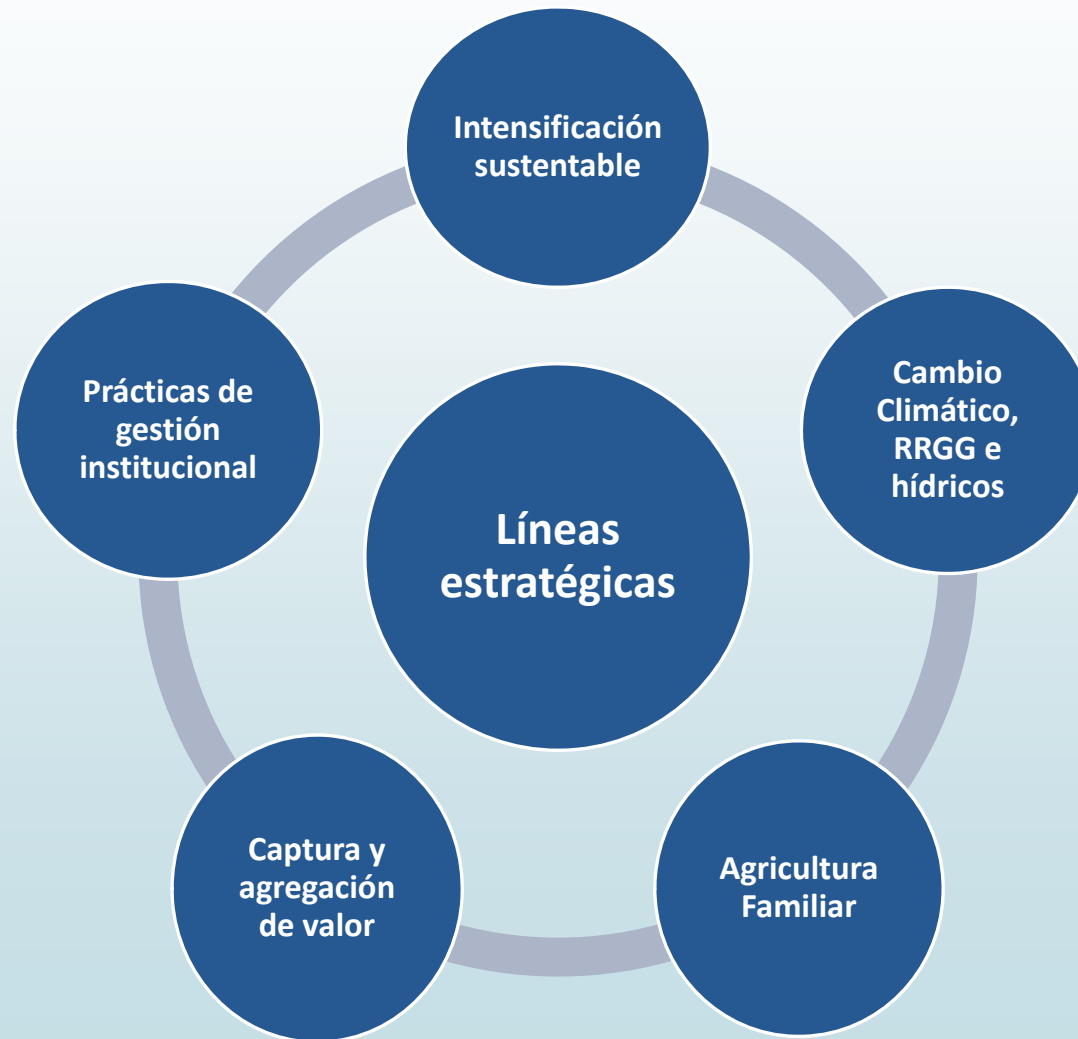 Intensificación
sustentable
Cambio
Climático,
RRGG e
hídricos
Agricultura
Familiar
Captura y
agregación
de valor
Prácticas de
gestión
institucional
Líneas
estratégicas